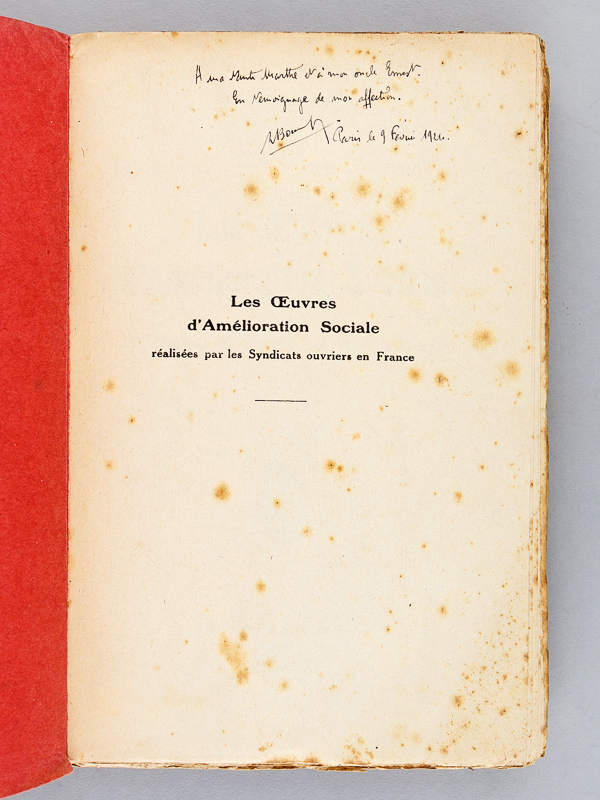 A ma tante Marthe et à mon oncle Ernest.
En témoignage de mon affection.
Paris le 9 Février
Les Œuvres
d'Amélioration Sociale
réalisées par les Syndicats ouvriers en France